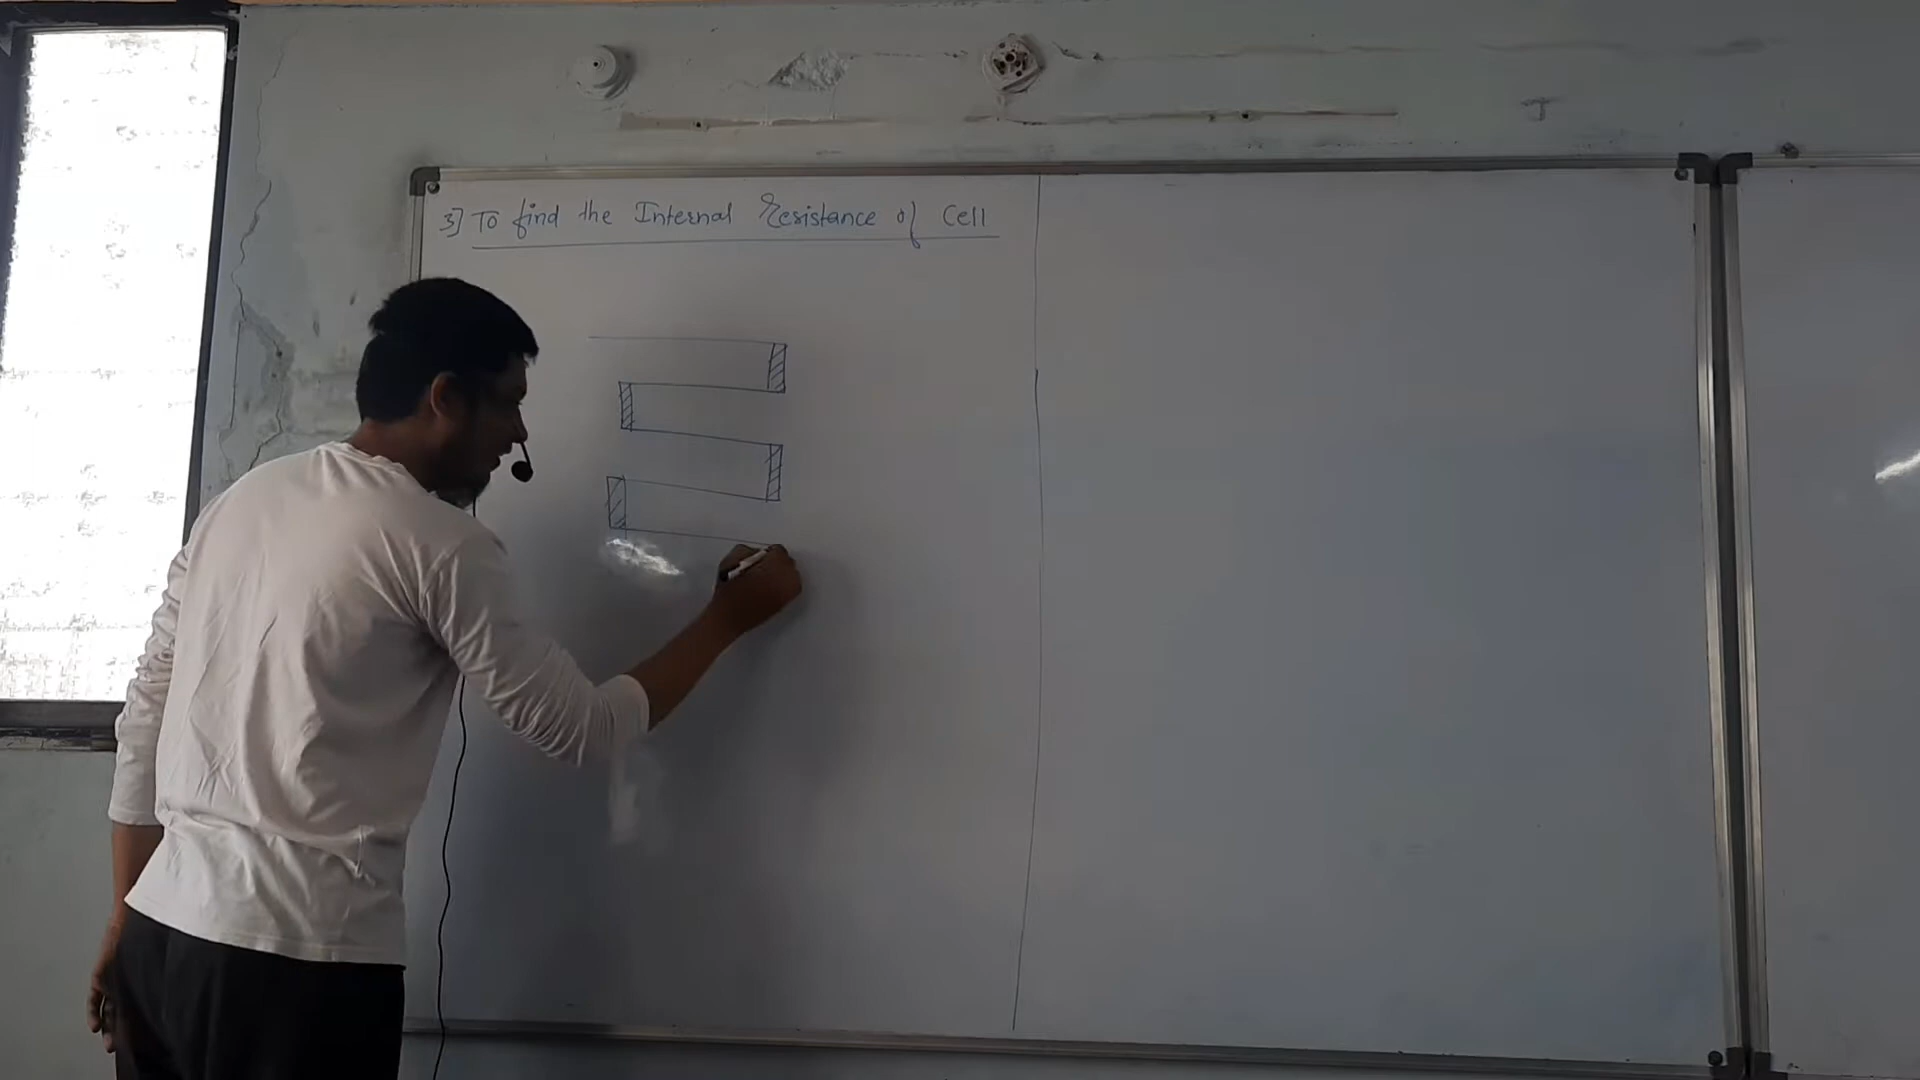 3] To find the Internal Resistance of Cell